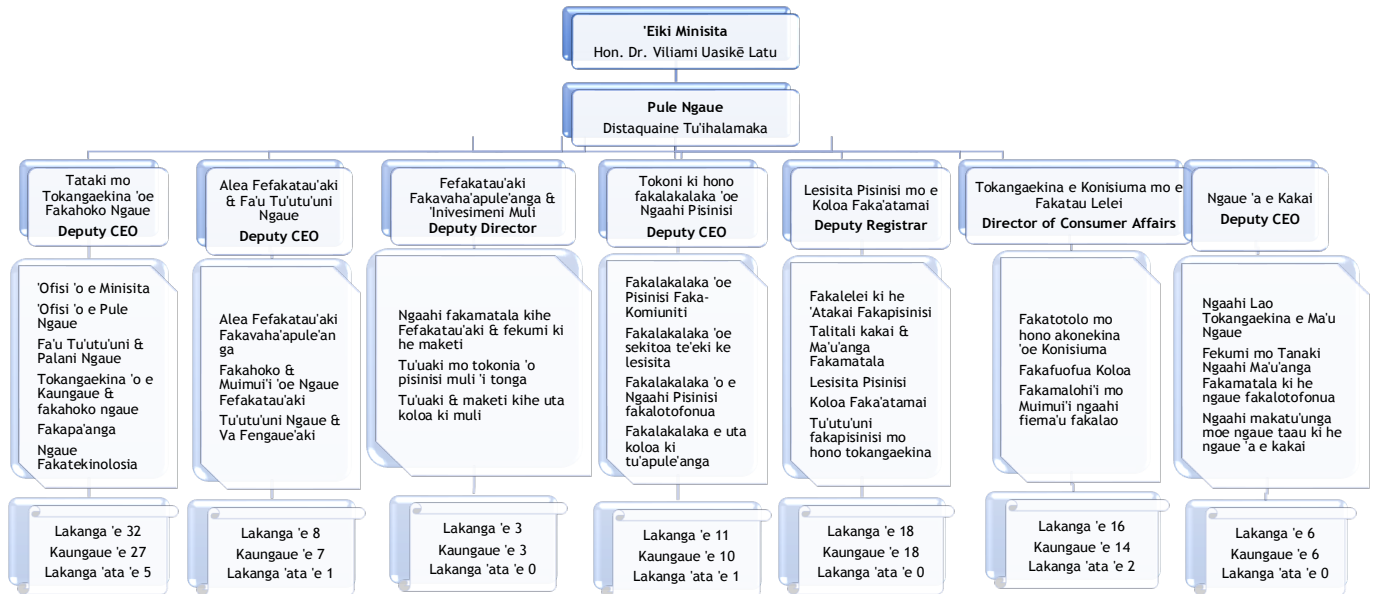 'Eiki Minisita
Hon. Dr. Viliami Uasikē Latu
Pule Ngaue
Distaquaine Tu'ihalamaka
Tataki mo
Tokangaekina 'oe
Fakahoko Ngaue
Deputy CEO
Alea Fefakatau'aki
& Fa'u Tu'utu'uni
Ngaue
Deputy CEO
Fefakatau'aki
Fakavaha'apule'anga &
'Inivesimeni Muli
Deputy Director
Tokoni ki hono
fakalakalaka 'oe
Ngaahi Pisinisi
Deputy CEO
Lesisita Pisinisi mo e
Koloa Faka'atamai
Deputy Registrar
Tokangaekina e Konisiuma mo e
Fakatau Lelei
Director of Consumer Affairs
Ngaue 'a e Kakai
Deputy CEO
'Ofisi 'o e Minisita
'Ofisi 'o e Pule
Ngaue
Fa'u Tu'utu'uni &
Palani Ngaue
Tokangaekina 'o e
Kaungaue &
fakahoko ngaue
Fakapa'anga
Ngaue
Fakatekinolosia
Alea Fefakatau'aki
Fakavaha'apule'an
ga
Fakahoko &
Muimui'i 'oe Ngaue
Fefakatau'aki
Tu'utu'uni Ngaue &
Va Fengaue'aki
Ngaahi fakamatala kihe
Fefakatau'aki & fekumi ki
he maketi
Tu'uaki mo tokonia 'o
pisinisi muli 'i tonga
Tu'uaki & maketi kihe uta
koloa ki muli
Fakalakalaka 'oe
Pisinisi Faka-
Komiuniti
Fakalakalaka 'oe
sekitoa te'eki ke
lesisita
Fakalakalaka 'o e
Ngaahi Pisinisi
fakalotofonua
Fakalakalaka e uta
koloa ki
tu'apule'anga
Fakalelei ki he
'Atakai Fakapisinisi
Talitali kakai &
Ma'u'anga
Fakamatala
Lesisita Pisinisi
Koloa Faka'atamai
Tu'utu'uni
fakapisinisi mo
hono tokangaekina
Fakatotolo mo
hono akonekina
'oe Konisiuma
Fakafuofua Koloa
Fakamalohi'i mo
Muimui'i ngaahi
fiema'u fakalao
Ngaahi Lao
Tokangaekina e Ma'u
Ngaue
Fekumi mo Tanaki
Ngaahi Ma'u'anga
Fakamatala ki he
ngaue fakalotofonua
Ngaahi makatu'unga
moe ngaue taau ki he
ngaue 'a e kakai
Lakanga 'e 32
Kaungaue 'e 27
Lakanga 'ata 'e 5
Lakanga 'e 8
Kaungaue 'e 7
Lakanga 'ata 'e 1
Lakanga 'e 3
Kaungaue 'e 3
Lakanga 'ata 'e 0
Lakanga 'e 11
Kaungaue 'e 10
Lakanga 'ata 'e 1
Lakanga 'e 18
Kaungaue 'e 18
Lakanga 'ata 'e 0
Lakanga 'e 16
Kaungaue 'e 14
Lakanga 'ata 'e 2
Lakanga 'e 6
Kaungaue 'e 6
Lakanga 'ata 'e 0